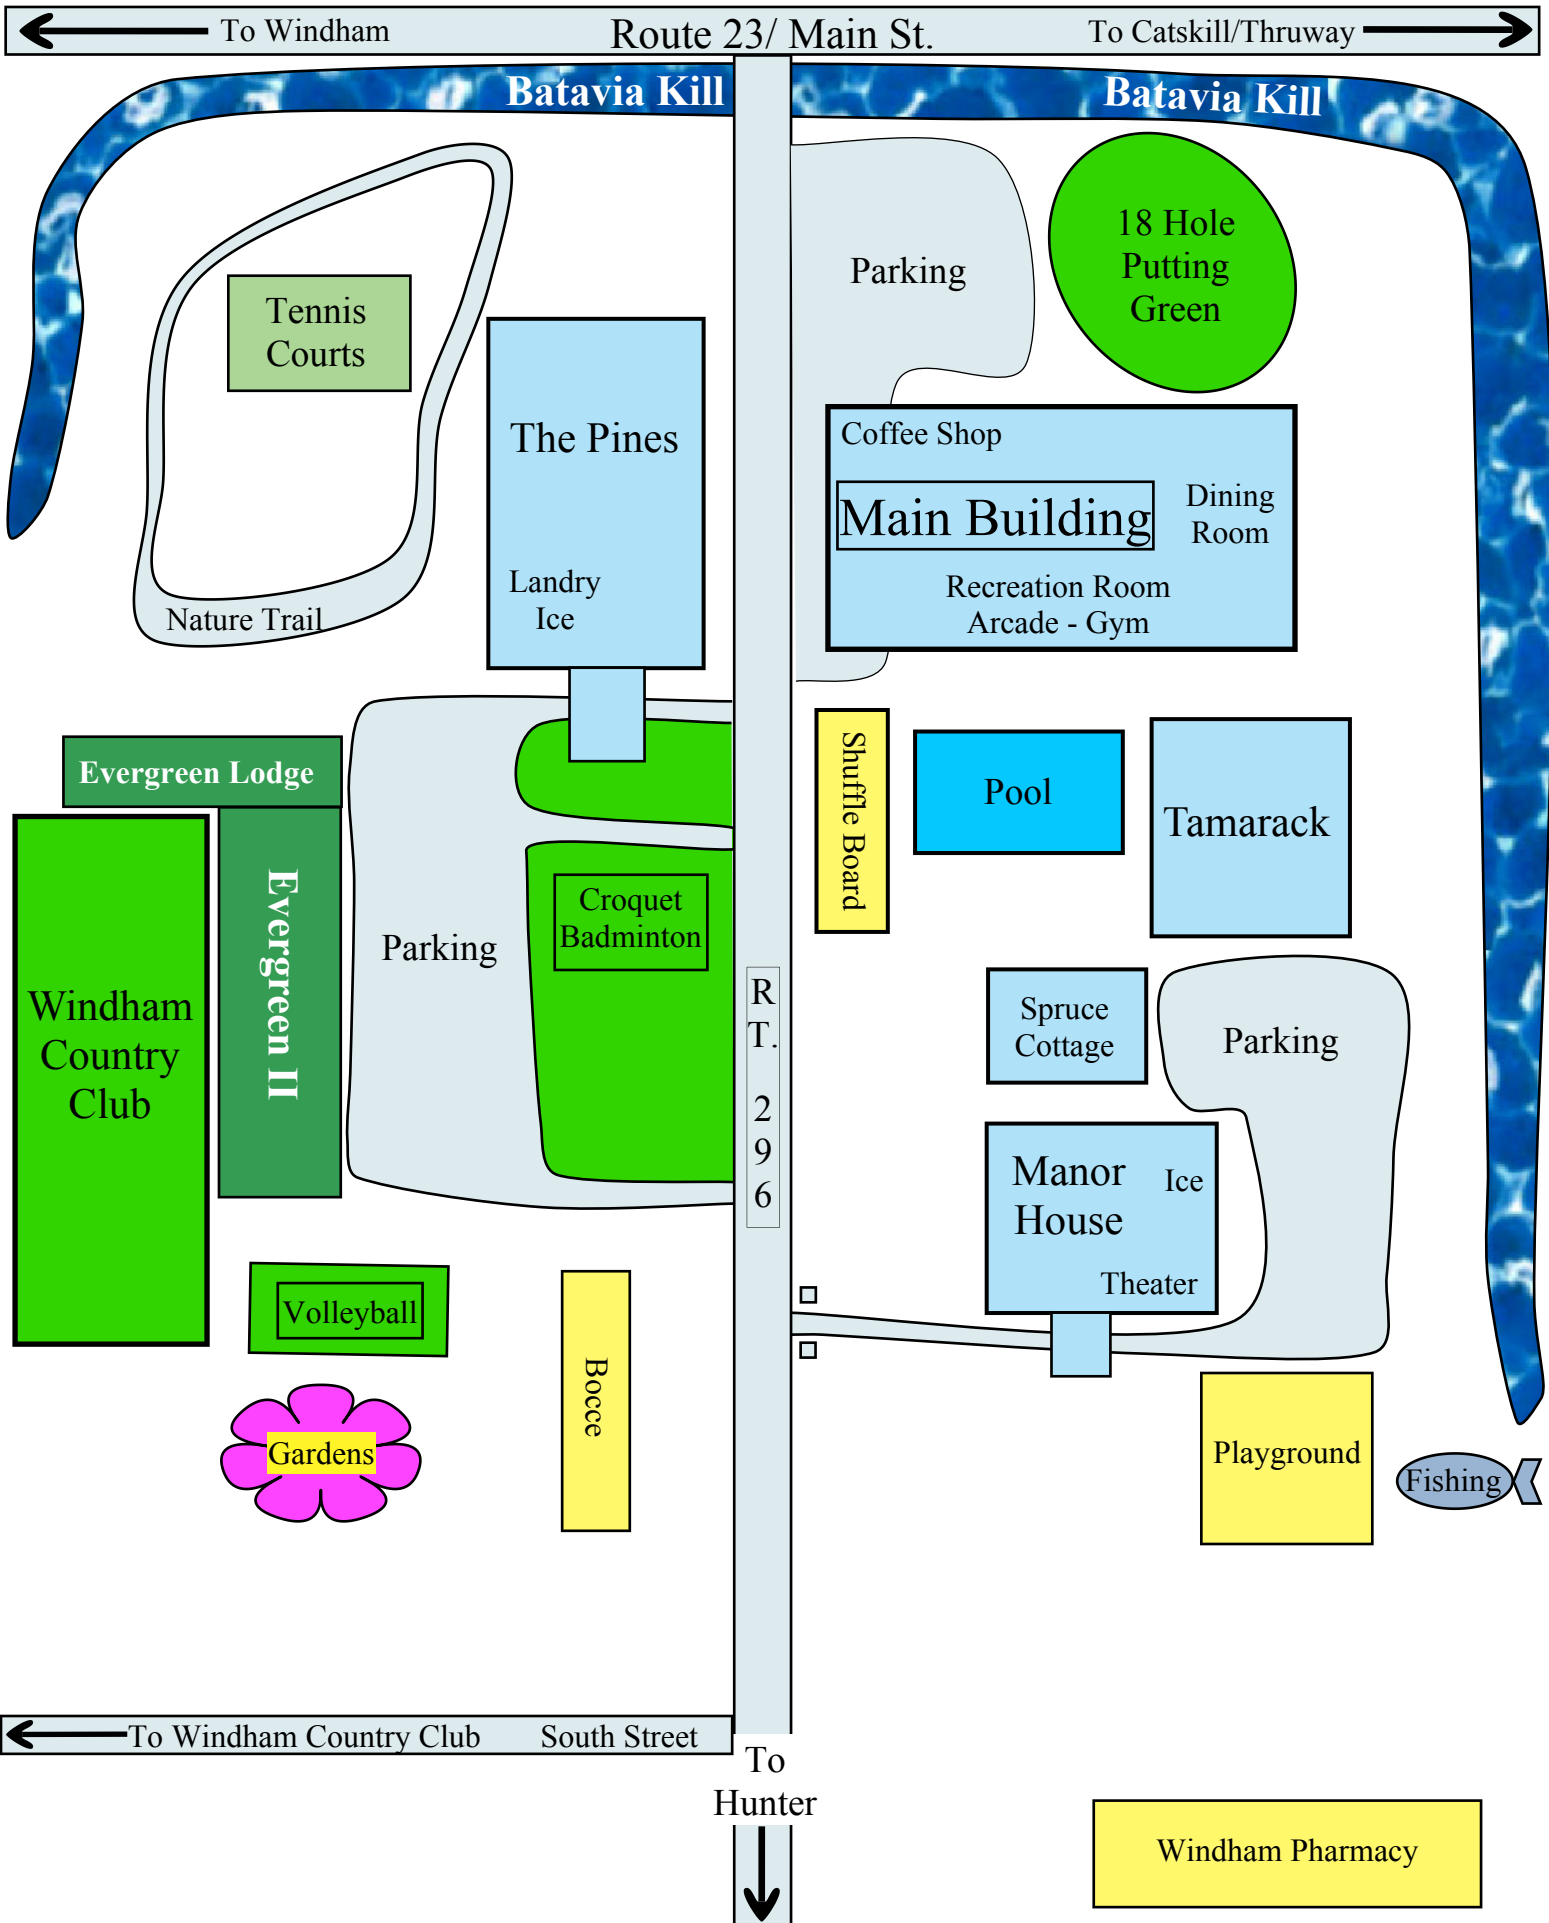 To Windham
Route 23/ Main St.
To Catskill/Thruway
Batavia Kill
Batavia Kill
18 Hole
Putting
Green
Parking
Tennis
Courts
The Pines
Landry
Ice
Nature Trail
Coffee Shop
Main Building
Dining
Room
Recreation Room
Arcade - Gym
Evergreen Lodge
Evergreen II
Windham
Country
Club
Parking
Croquet
Badminton
Shuffle Board
Pool
Tamarack
RT. 296
Spruce
Cottage
Parking
Manor
House
Ice
Theater
Volleyball
Gardens
Bocce
Playground
Fishing
To Windham Country Club
South Street
To
Hunter
Windham Pharmacy